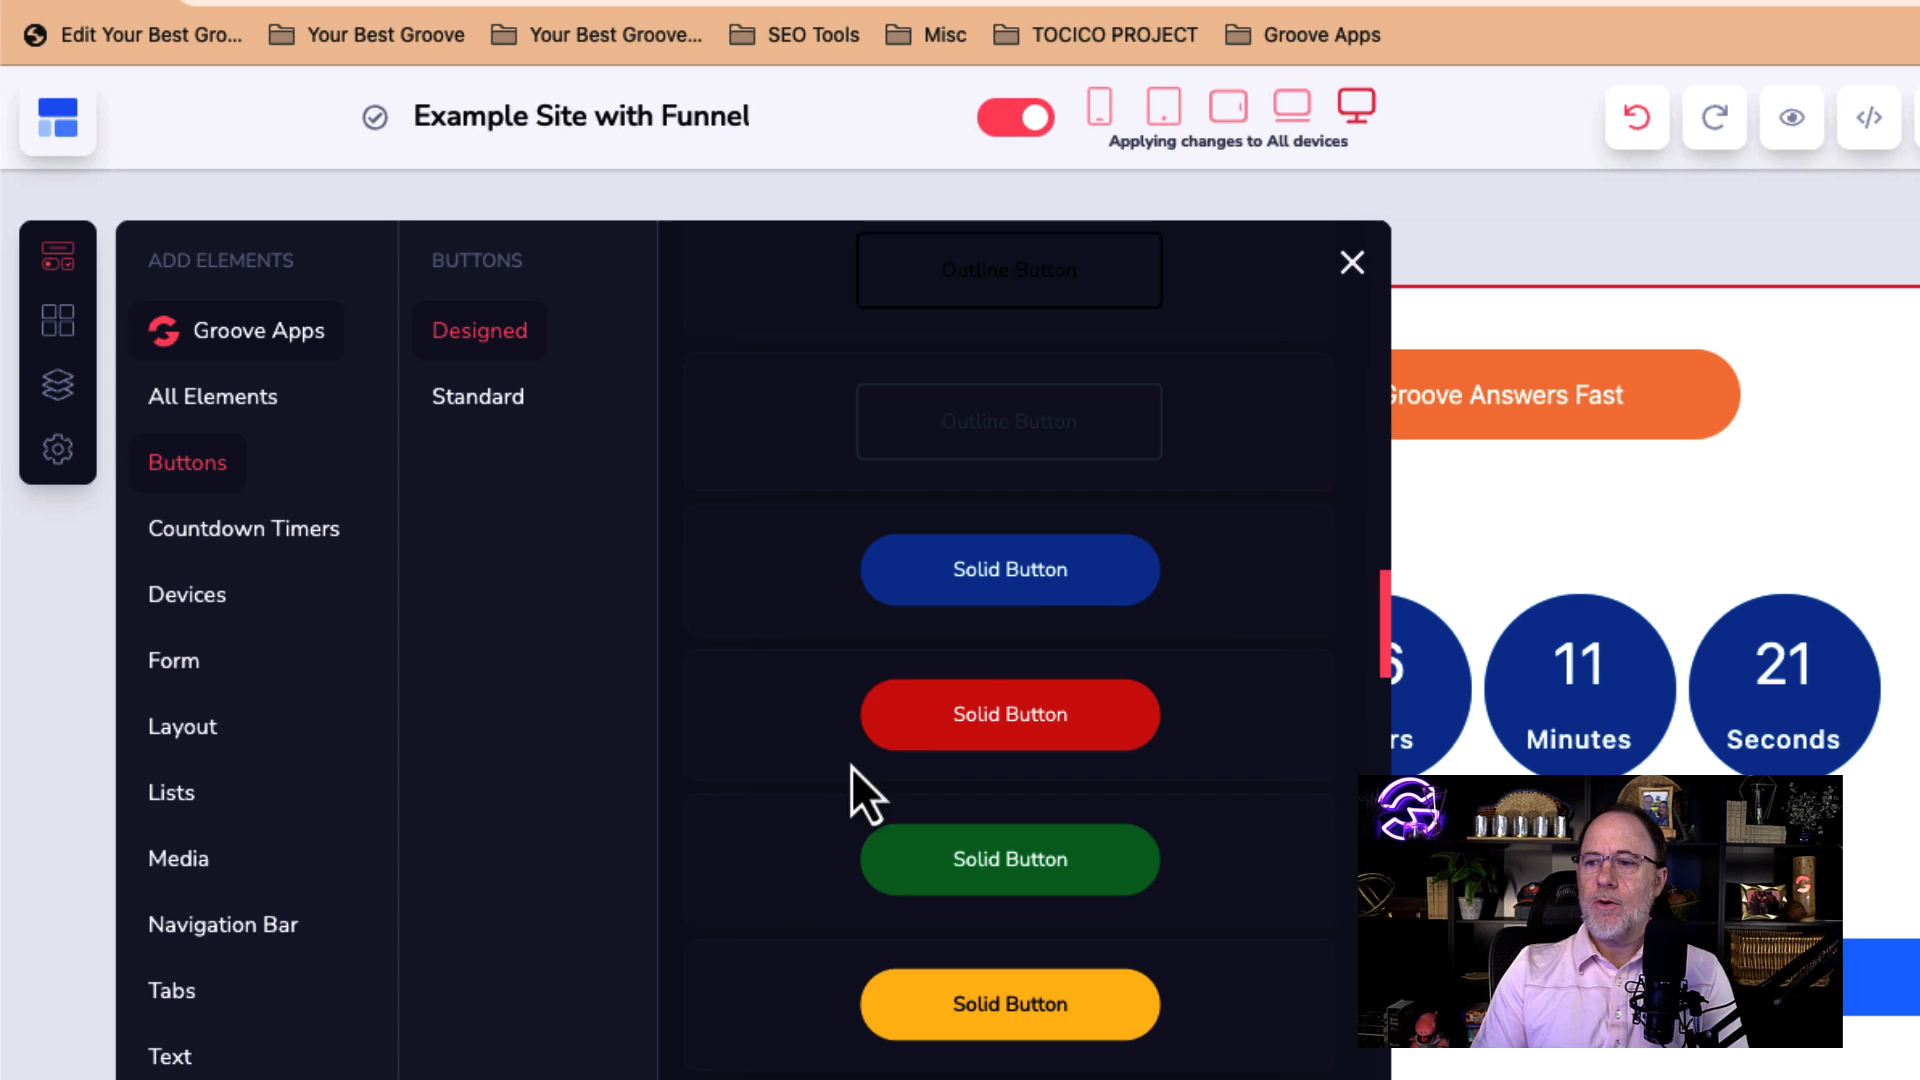 Edit Your Best Gro...
Your Best Groove
Your Best Groove...
SEO Tools
Misc
TOCICO PROJECT
Groove Apps
Example Site with Funnel
Applying changes to All devices
ADD ELEMENTS
Groove Apps
All Elements
Buttons
Countdown Timers
Devices
Form
Layout
Lists
Media
Navigation Bar
Tabs
Text
BUTTONS
Designed
Standard
Outline Button
Outline Button
Solid Button
Solid Button
Solid Button
Solid Button
Groove Answers Fast
6
11
21
rs
Minutes
Seconds